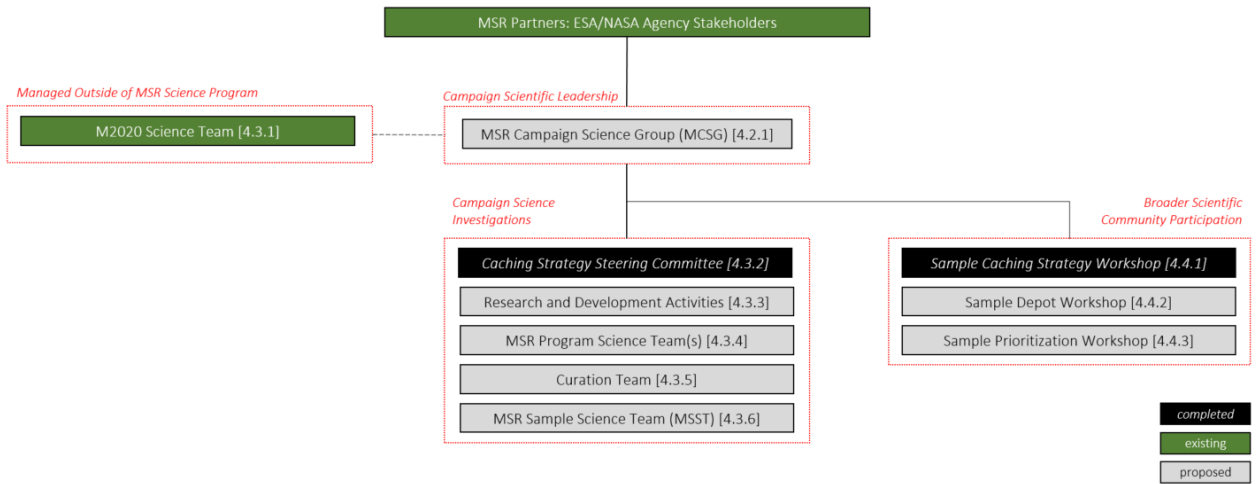 MSR Partners: ESA/NASA Agency Stakeholders
Managed Outside of MSR Science Program
Campaign Scientific Leadership
M2020 Science Team [4.3.1]
MSR Campaign Science Group (MCSG) [4.2.1]
Campaign Science
Investigations
Broader Scientific
Community Participation
Caching Strategy Steering Committee [4.3.2]
Research and Development Activities [4.3.3]
MSR Program Science Team(s) [4.3.4]
Curation Team [4.3.5]
MSR Sample Science Team (MSST) [4.3.6]
Sample Caching Strategy Workshop [4.4.1]
Sample Depot Workshop [4.4.2]
Sample Prioritization Workshop [4.4.3]
completed
existing
proposed